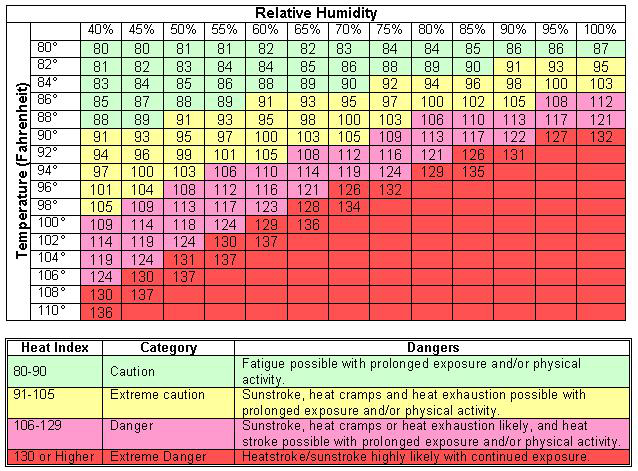 Relative Humidity
40% 45% 50% 55% 60% 65% 70% 75% 80% 85% 90% 95% 100%
Temperature (Fahrenheit)
80° 80 80 81 81 82 82 83 84 84 85 86 86 87
82° 81 82 83 84 84 85 86 88 89 90 91 93 95
84° 83 84 85 86 88 89 90 92 94 96 98 100 103
86° 85 87 88 89 91 93 95 97 100 102 105 108 112
88° 88 89 91 93 95 98 100 103 106 110 113 117 121
90° 91 93 95 97 100 103 105 109 113 117 122 127 132
92° 94 96 99 101 105 108 112 116 121 126 131
94° 97 100 103 106 110 114 119 124 129 135
96° 101 104 108 112 116 121 126 132
98° 105 109 113 117 123 128 134
100° 109 114 118 124 129 136
102° 114 119 124 130 137
104° 119 124 131 137
106° 124 130 137
108° 130 137
110° 136
Heat Index Category Dangers
80-90 Caution Fatigue possible with prolonged exposure and/or physical
activity.
91-105 Extreme caution Sunstroke, heat cramps and heat exhaustion possible with
prolonged exposure and/or physical activity.
106-129 Danger Sunstroke, heat cramps or heat exhaustion likely, and heat
stroke possible with prolonged exposure and/or physical activity.
130 or Higher Extreme Danger Heatstroke/sunstroke highly likely with continued exposure.